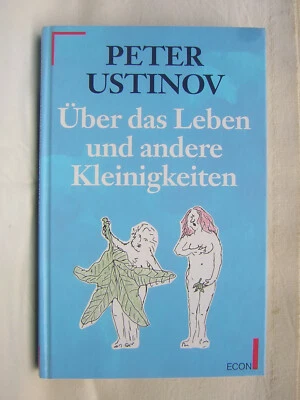 PETER
USTINOV
Über das Leben
und andere
Kleinigkeiten
ECON